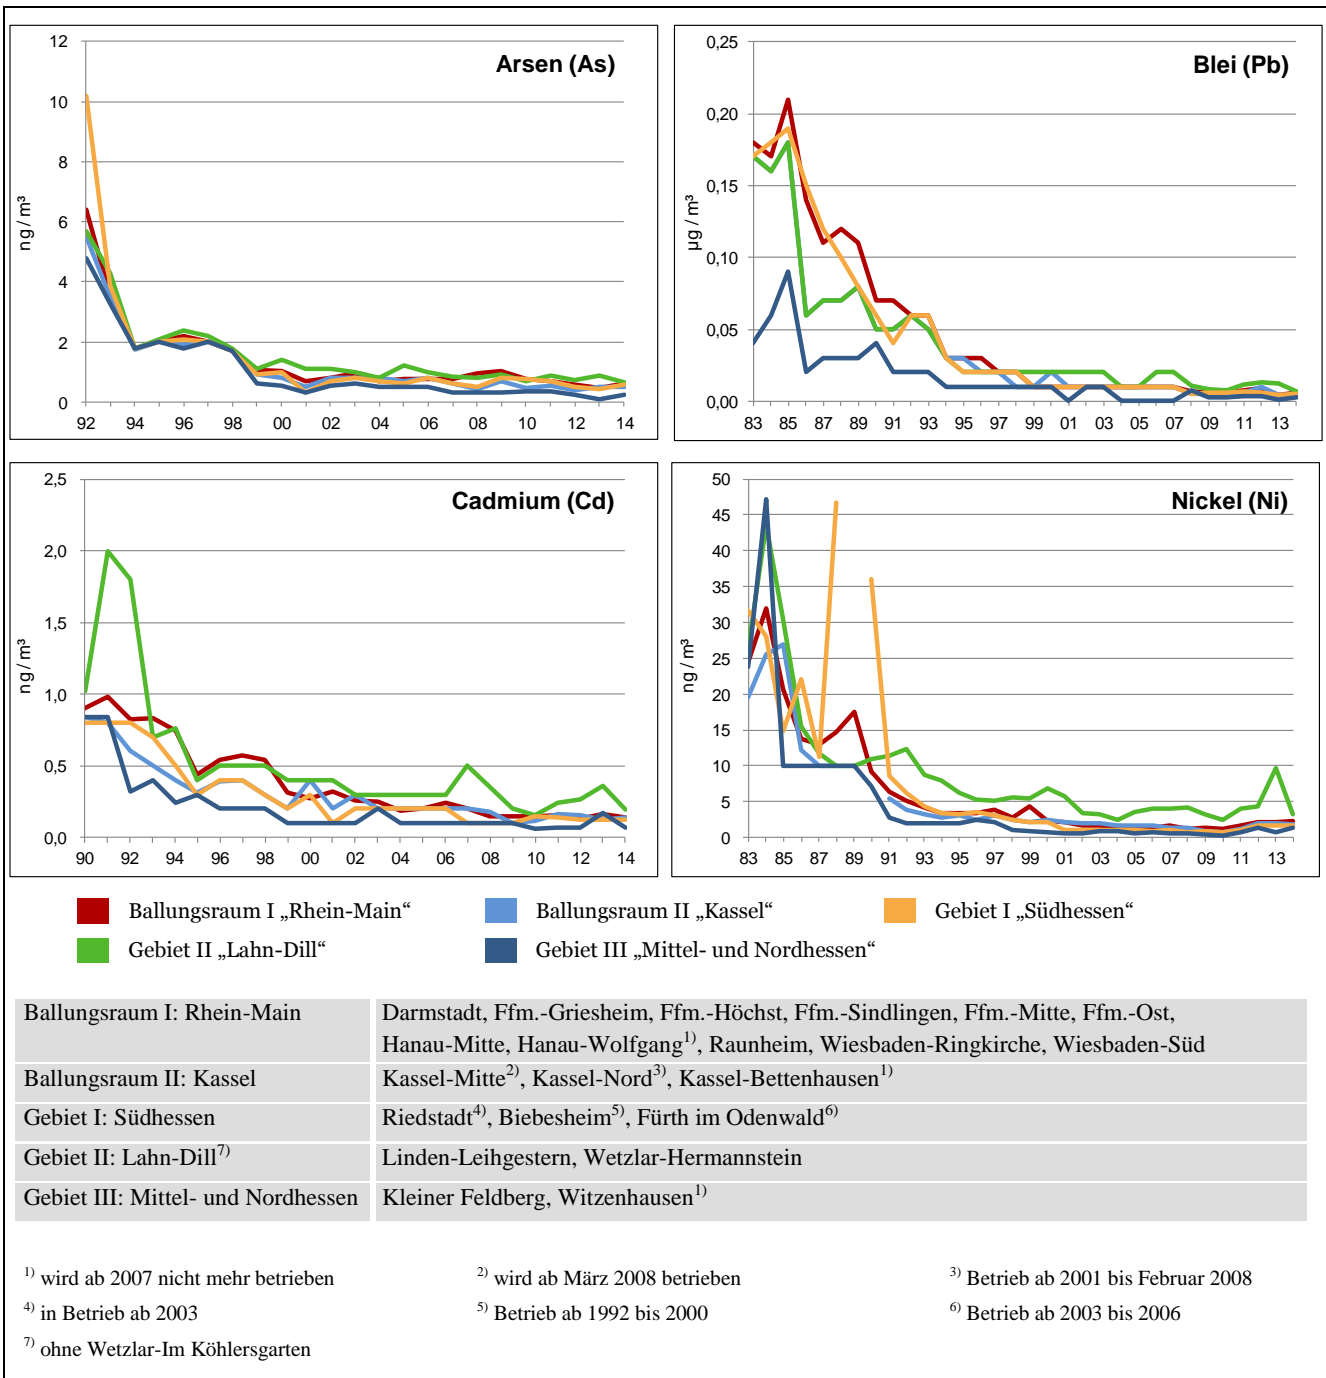 Arsen (As)
12
10
8
6
4
2
0
ng / m³
92 94 96 98 00 02 04 06 08 10 12 14
Blei (Pb)
0,25
0,20
0,15
0,10
0,05
0,00
µg / m³
83 85 87 89 91 93 95 97 99 01 03 05 07 09 11 13
Cadmium (Cd)
2,5
2,0
1,5
1,0
0,5
0,0
ng / m³
90 92 94 96 98 00 02 04 06 08 10 12 14
Nickel (Ni)
50
45
40
35
30
25
20
15
10
5
0
ng / m³
83 85 87 89 91 93 95 97 99 01 03 05 07 09 11 13
Ballungsraum I „Rhein-Main“
Ballungsraum II „Kassel“
Gebiet I „Südhessen“
Gebiet II „Lahn-Dill“
Gebiet III „Mittel- und Nordhessen“
Ballungsraum I: Rhein-Main
Darmstadt, Ffm.-Griesheim, Ffm.-Höchst, Ffm.-Sindlingen, Ffm.-Mitte, Ffm.-Ost,
Hanau-Mitte, Hanau-Wolfgang1), Raunheim, Wiesbaden-Ringkirche, Wiesbaden-Süd
Ballungsraum II: Kassel
Kassel-Mitte2), Kassel-Nord3), Kassel-Bettenhausen1)
Gebiet I: Südhessen
Riedstadt4), Biebesheim5), Fürth im Odenwald6)
Gebiet II: Lahn-Dill7)
Linden-Leihgestern, Wetzlar-Hermannstein
Gebiet III: Mittel- und Nordhessen
Kleiner Feldberg, Witzenhausen1)
1) wird ab 2007 nicht mehr betrieben
2) wird ab März 2008 betrieben
3) Betrieb ab 2001 bis Februar 2008
4) in Betrieb ab 2003
5) Betrieb ab 1992 bis 2000
6) Betrieb ab 2003 bis 2006
7) ohne Wetzlar-Im Köhlersgarten